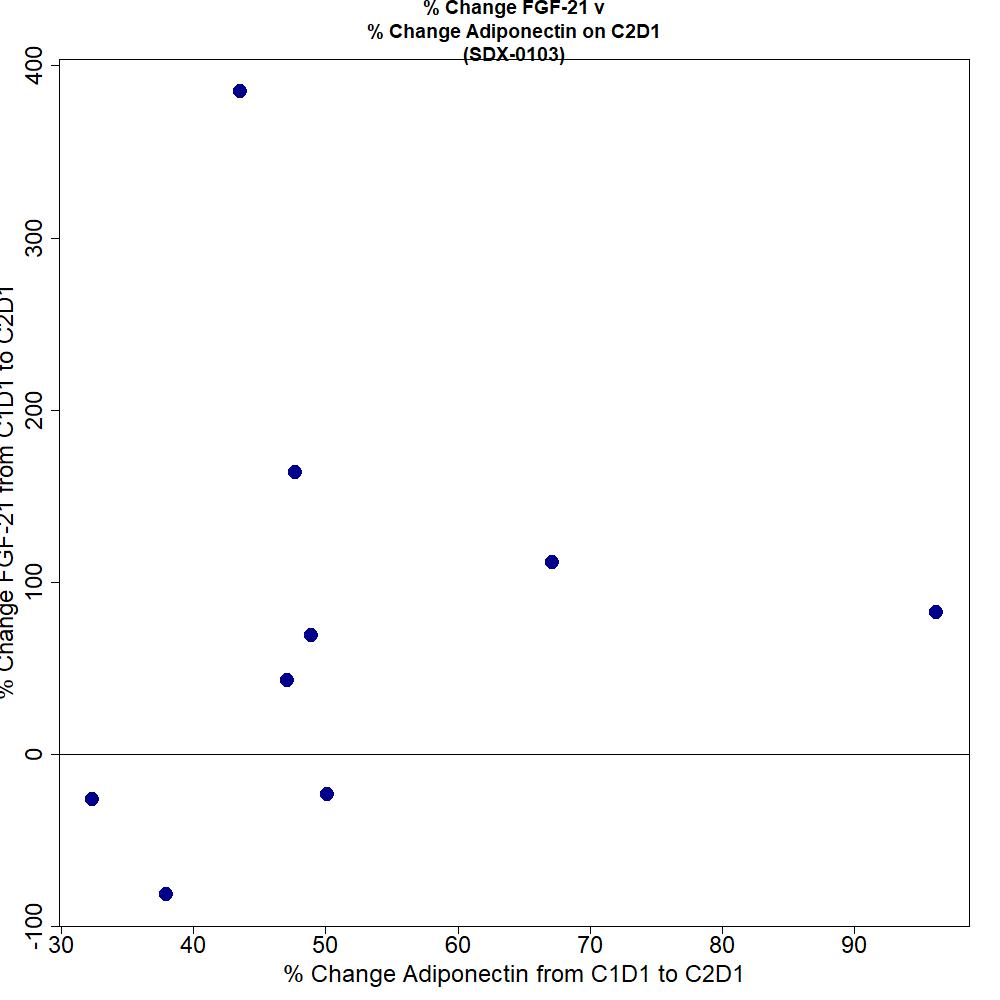 % Change FGF-21 v
% Change Adiponectin on C2D1
(SDX-0103)
% Change FGF-21 from C1D1 to C2D1
400
300
200
100
0
-100
30 40 50 60 70 80 90
% Change Adiponectin from C1D1 to C2D1